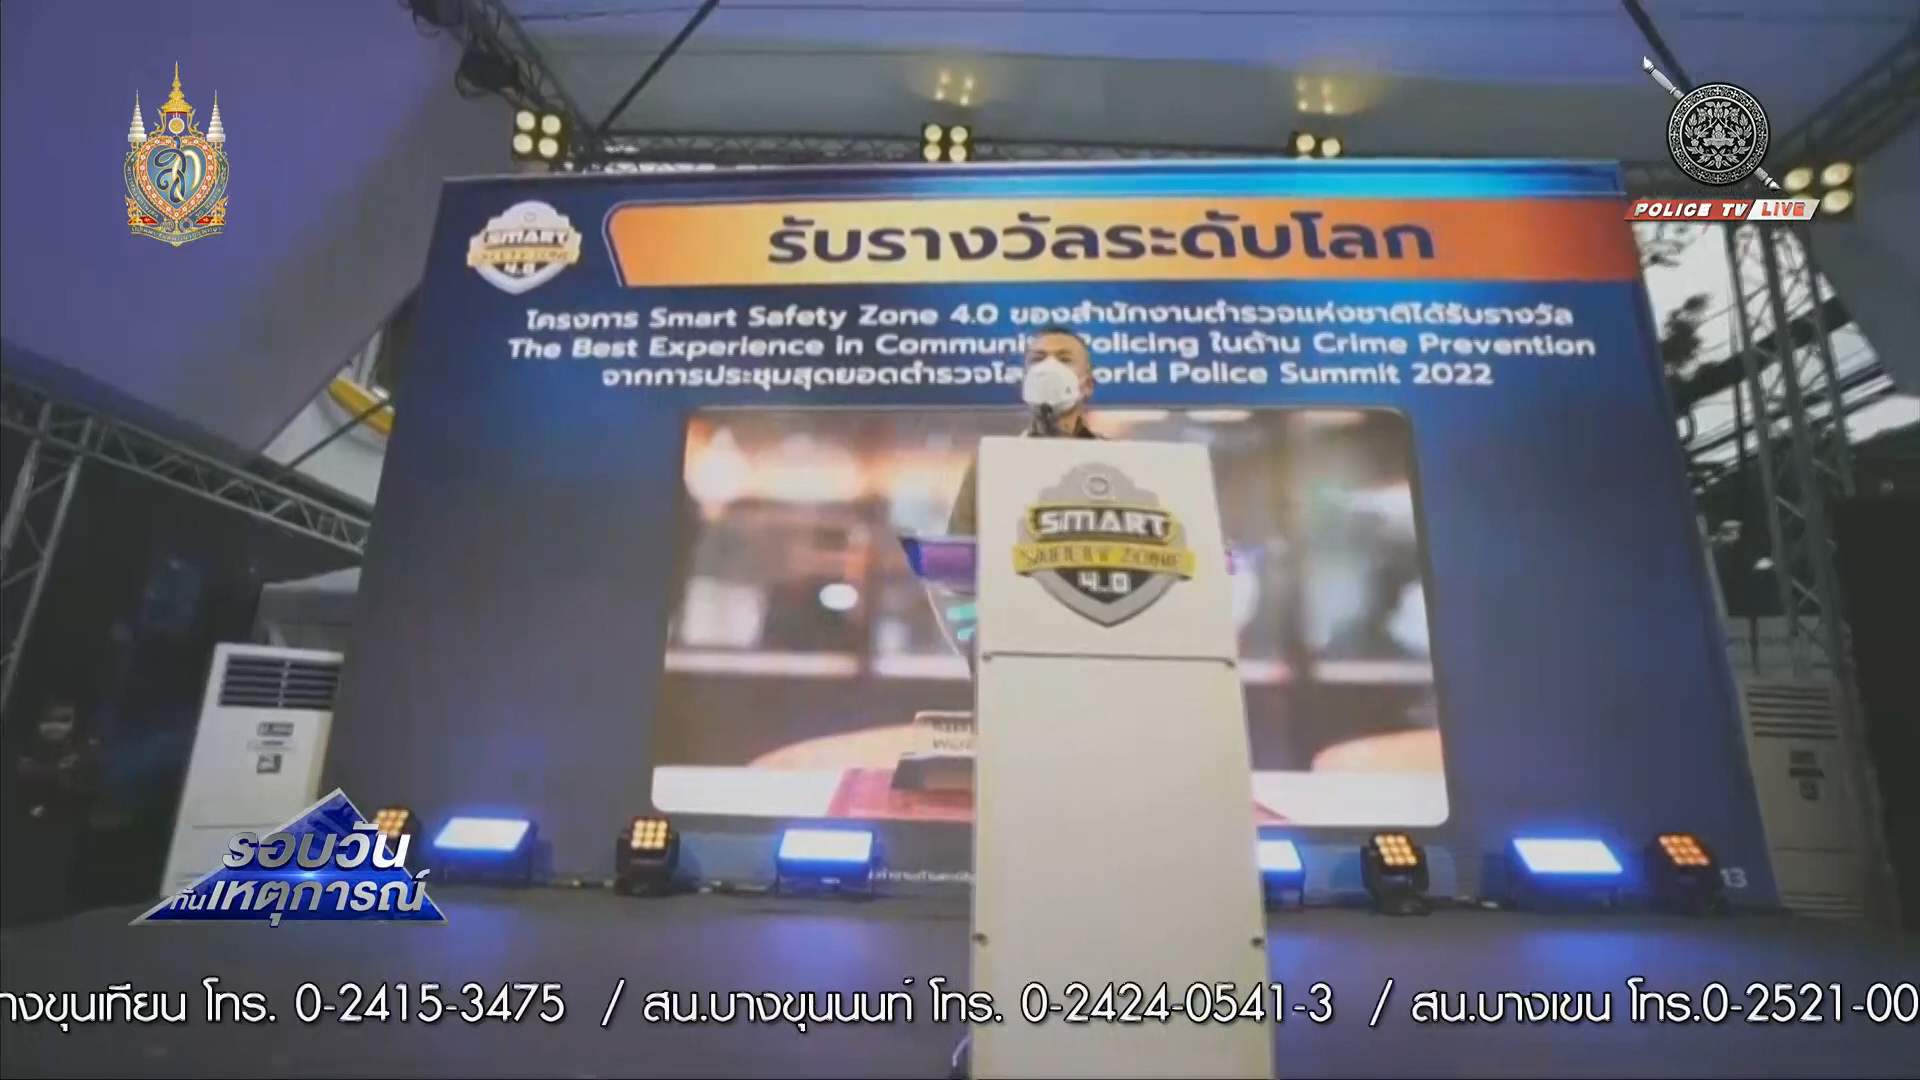 POLICE TV LIVE
SMART
4.0
รับรางวัลระดับโลก
โครงการ Smart Safety Zone 4.0 ของสำนักงานตำรวจแห่งชาติได้รับรางวัล
The Best Experience in Community Policing ในด้าน Crime Prevention
จากการประชุมสุดยอดตำรวจโลก World Police Summit 2022
SMART
SAFETY ZONE
4.0
13
รอบวัน
ทันเหตุการณ์
างขุนเทียน โทร. 0-2415-3475 / สน.บางขุนนนท์ โทร. 0-2424-0541-3 / สน.บางเขน โทร.0-2521-00